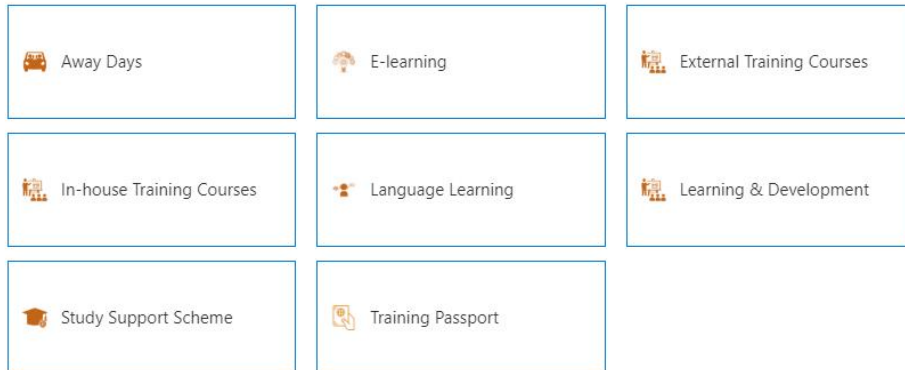 Away Days
E-learning
External Training Courses
In-house Training Courses
Language Learning
Learning & Development
Study Support Scheme
Training Passport